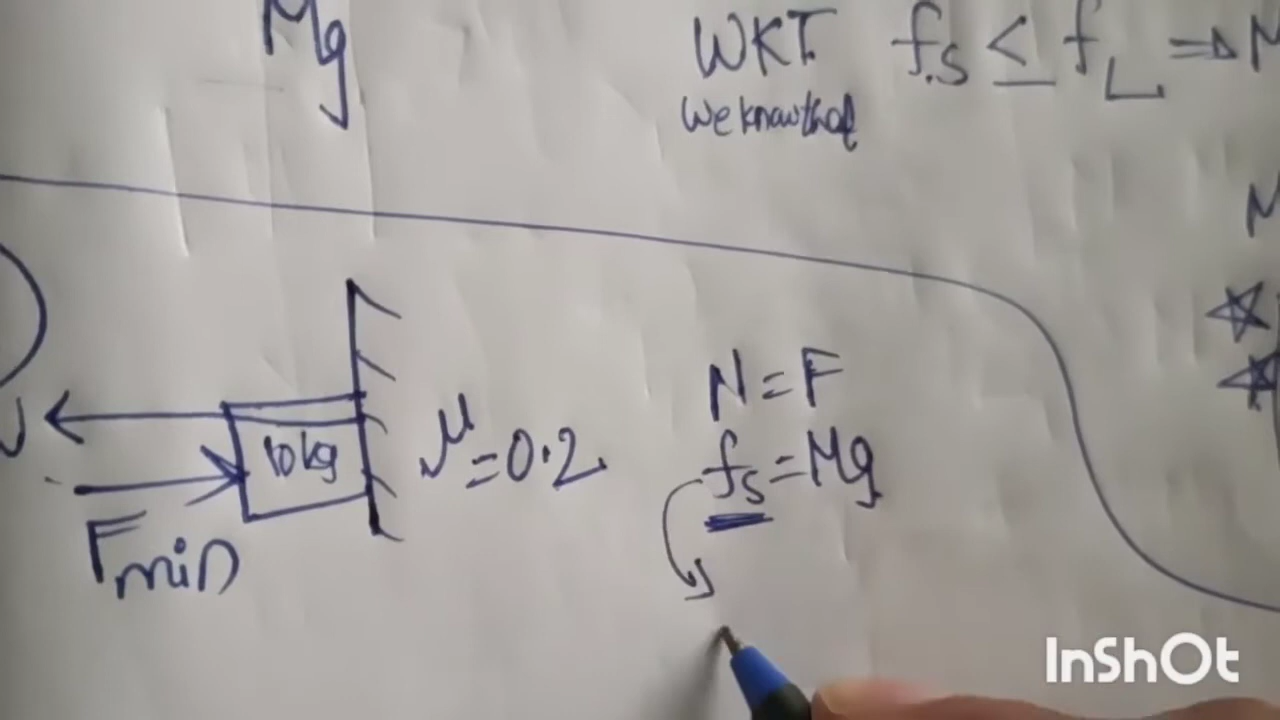 Mg
WKT. fs ≤ fL ⇒
We know that
N = F
10kg
μ = 0.2
fs = Mg
Fmin
InShOt